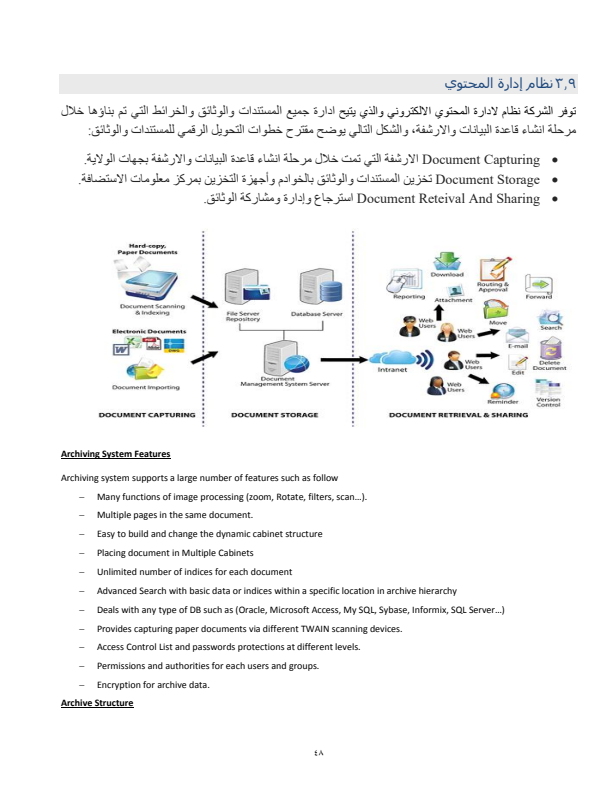 ٣,٩ نظام إدارة المحتوي
توفر الشركة نظام لادارة المحتوي الالكتروني والذي يتيح ادارة جميع المستندات والوثائق والخرائط التي تم بناؤها خلال
مرحلة انشاء قاعدة البيانات والارشفة، والشكل التالي يوضح مقترح خطوات التحويل الرقمي للمستندات والوثائق:
• Document Capturing الارشفة التي تمت خلال مرحلة انشاء قاعدة البيانات والارشفة بجهات الولاية.
• Document Storage تخزين المستندات والوثائق بالخوادم وأجهزة التخزين بمركز معلومات الاستضافة.
• Document Reteival And Sharing استرجاع وإدارة ومشاركة الوثائق.
Hard-copy,
Paper Documents
Document Scanning
& Indexing
Electronic Documents
Document Importing
DOCUMENT CAPTURING
File Server
Repository
Database Server
Document
Management System Server
DOCUMENT STORAGE
Intranet
Reporting
Download
Attachment
Routing &
Approval
Forward
Web
Users
Web
Users
Move
Search
E-mail
Web
Users
Edit
Delete
Document
Web
Users
Reminder
Version
Control
DOCUMENT RETRIEVAL & SHARING
Archiving System Features
Archiving system supports a large number of features such as follow
– Many functions of image processing (zoom, Rotate, filters, scan…).
– Multiple pages in the same document.
– Easy to build and change the dynamic cabinet structure
– Placing document in Multiple Cabinets
– Unlimited number of indices for each document
– Advanced Search with basic data or indices within a specific location in archive hierarchy
– Deals with any type of DB such as (Oracle, Microsoft Access, My SQL, Sybase, Informix, SQL Server…)
– Provides capturing paper documents via different TWAIN scanning devices.
– Access Control List and passwords protections at different levels.
– Permissions and authorities for each users and groups.
– Encryption for archive data.
Archive Structure
٤٨